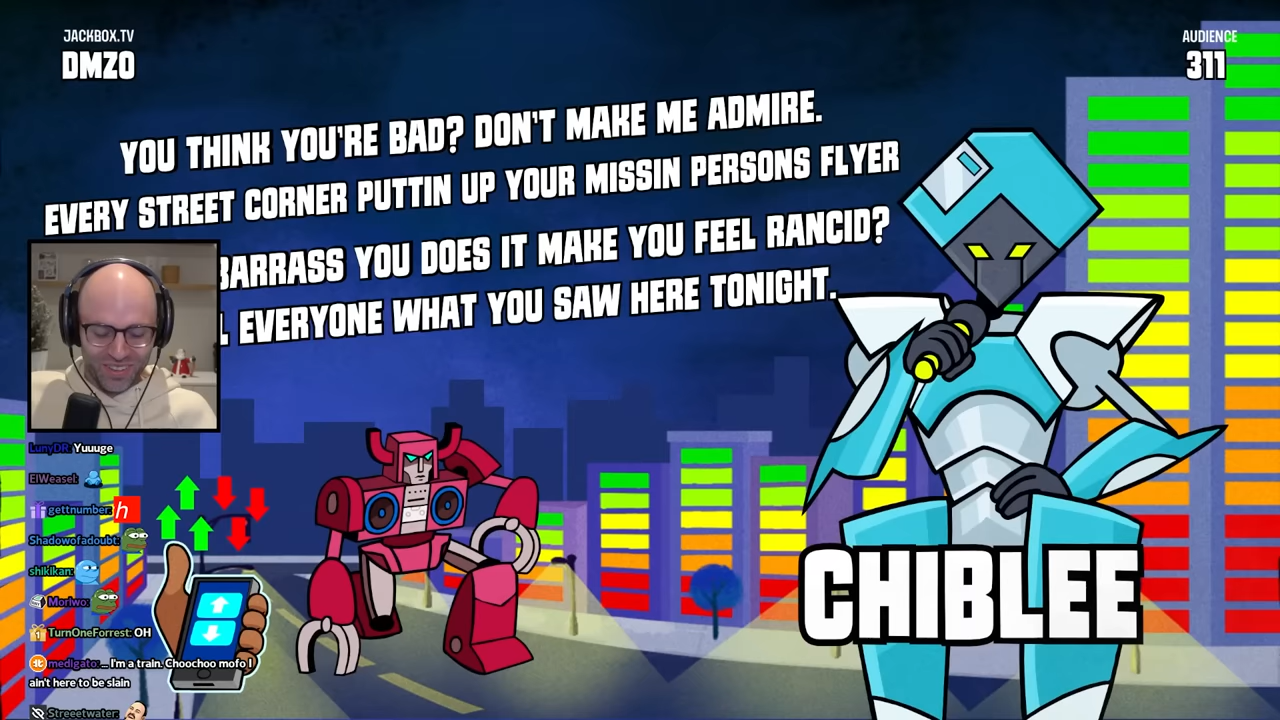 JACKBOX.TV
DMZO
AUDIENCE
311
YOU THINK YOU'RE BAD? DON'T MAKE ME ADMIRE.
EVERY STREET CORNER PUTTIN UP YOUR MISSIN PERSONS FLYER
BARRASS YOU DOES IT MAKE YOU FEEL RANCID?
L EVERYONE WHAT YOU SAW HERE TONIGHT.
CHIBLEE
LunyDR: Yuuuge
ElWeasel:
gettnumber: h
Shadowofadoubt:
shikikan:
Moriwo:
TurnOneForrest: OH
medigato: ... I'm a train. Choochoo mofo I
ain't here to be slain
Streeetwater: